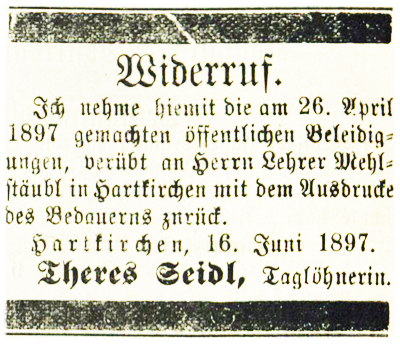 Widerruf.
Ich nehme hiemit die am 26. April
1897 gemachten öffentlichen Beleidig-
ungen, verübt an Herrn Lehrer Mehl-
stäubl in Hartkirchen mit dem Ausdrucke
des Bedauerns zurück.
Hartkirchen, 16. Juni 1897.
Theres Seidl, Taglöhnerin.